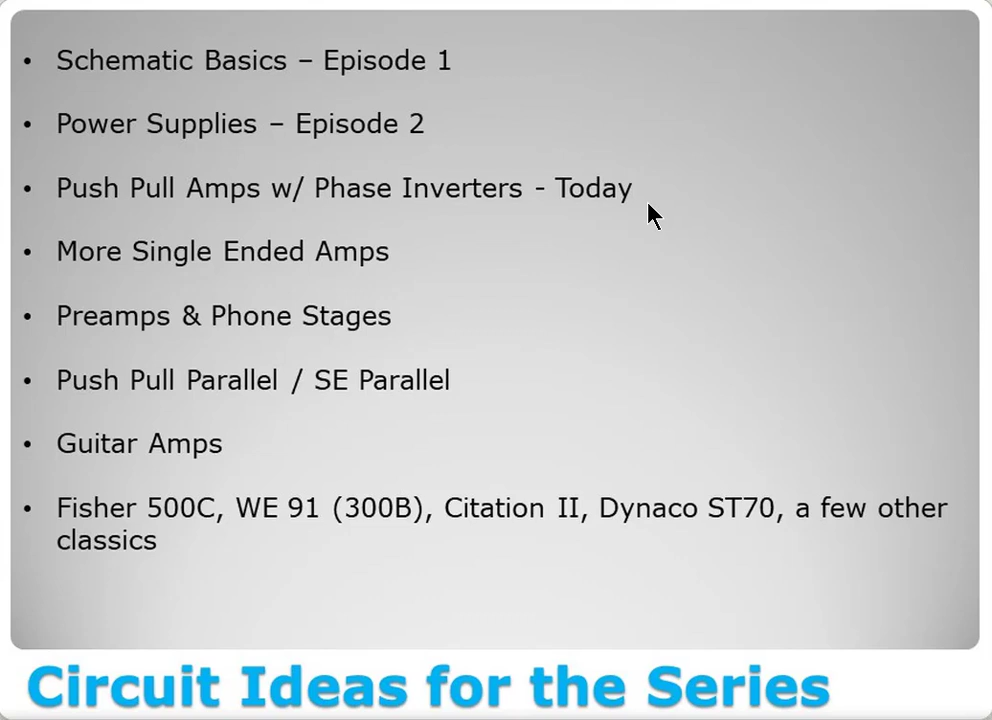 • Schematic Basics – Episode 1
• Power Supplies – Episode 2
• Push Pull Amps w/ Phase Inverters - Today
• More Single Ended Amps
• Preamps & Phone Stages
• Push Pull Parallel / SE Parallel
• Guitar Amps
• Fisher 500C, WE 91 (300B), Citation II, Dynaco ST70, a few other
classics
Circuit Ideas for the Series